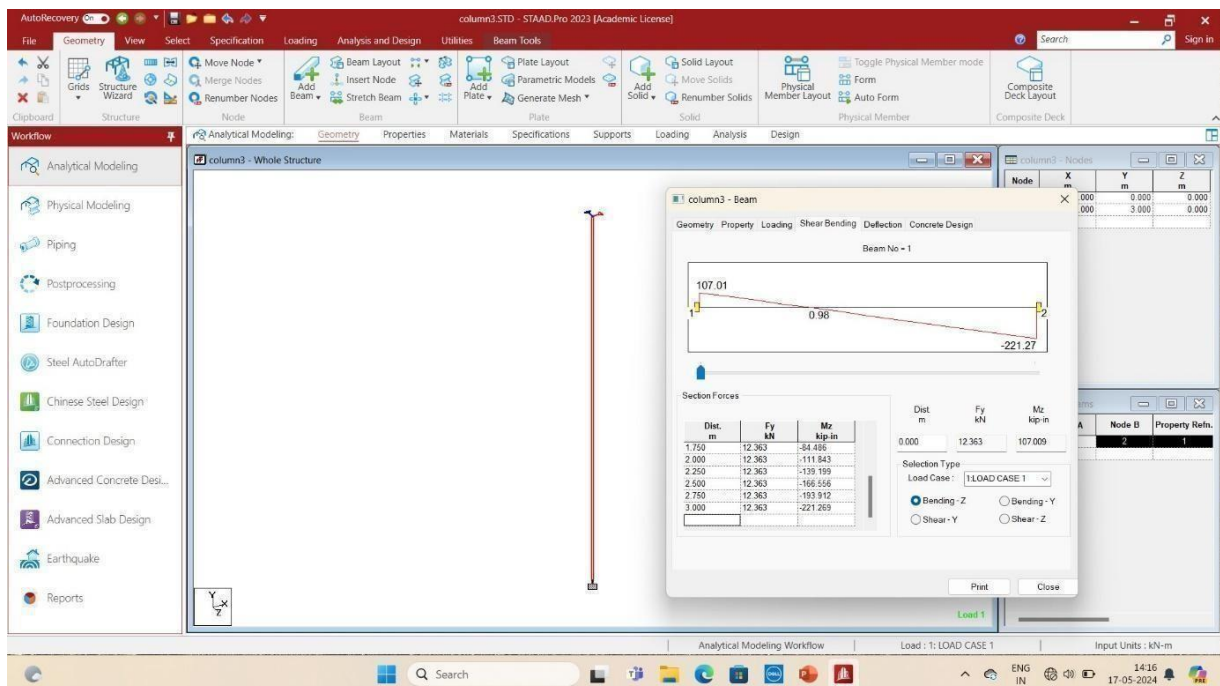 AutoRecovery On column3.STD - STAAD.Pro 2023 [Academic License]
File Geometry View Select Specification Loading Analysis and Design Utilities Beam Tools Search Sign in
Move Node Beam Layout Plate Layout Solid Layout Toggle Physical Member mode
Merge Nodes Insert Node Parametric Models Move Solids Form
Renumber Nodes Stretch Beam Generate Mesh Renumber Solids Auto Form
Grids Structure Wizard Add Beam Add Plate Add Solid Physical Member Layout Composite Deck Layout
Clipboard Structure Node Beam Plate Solid Physical Member Composite Deck
Workflow Analytical Modeling: Geometry Properties Materials Specifications Supports Loading Analysis Design
Analytical Modeling
Physical Modeling
Piping
Postprocessing
Foundation Design
Steel AutoDrafter
Chinese Steel Design
Connection Design
Advanced Concrete Desi...
Advanced Slab Design
Earthquake
Reports
column3 - Whole Structure
Y
X
Z
Load 1
column3 - Nodes
Node X m Y m Z m
000 0.000 0.000
000 3.000 0.000
A Node B Property Refn.
2 1
column3 - Beam
Geometry Property Loading Shear Bending Deflection Concrete Design
Beam No = 1
107.01
1 0.98 2
-221.27
Section Forces
Dist. m Fy kN Mz kip-in
1.750 12.363 -84.486
2.000 12.363 -111.843
2.250 12.363 -139.199
2.500 12.363 -166.556
2.750 12.363 -193.912
3.000 12.363 -221.269
Dist m Fy kN Mz kip-in
0.000 12.363 107.009
Selection Type
Load Case : 1:LOAD CASE 1
Bending - Z Bending - Y
Shear - Y Shear - Z
Print Close
Analytical Modeling Workflow Load : 1: LOAD CASE 1 Input Units : kN-m
Search ENG IN 14:16 17-05-2024